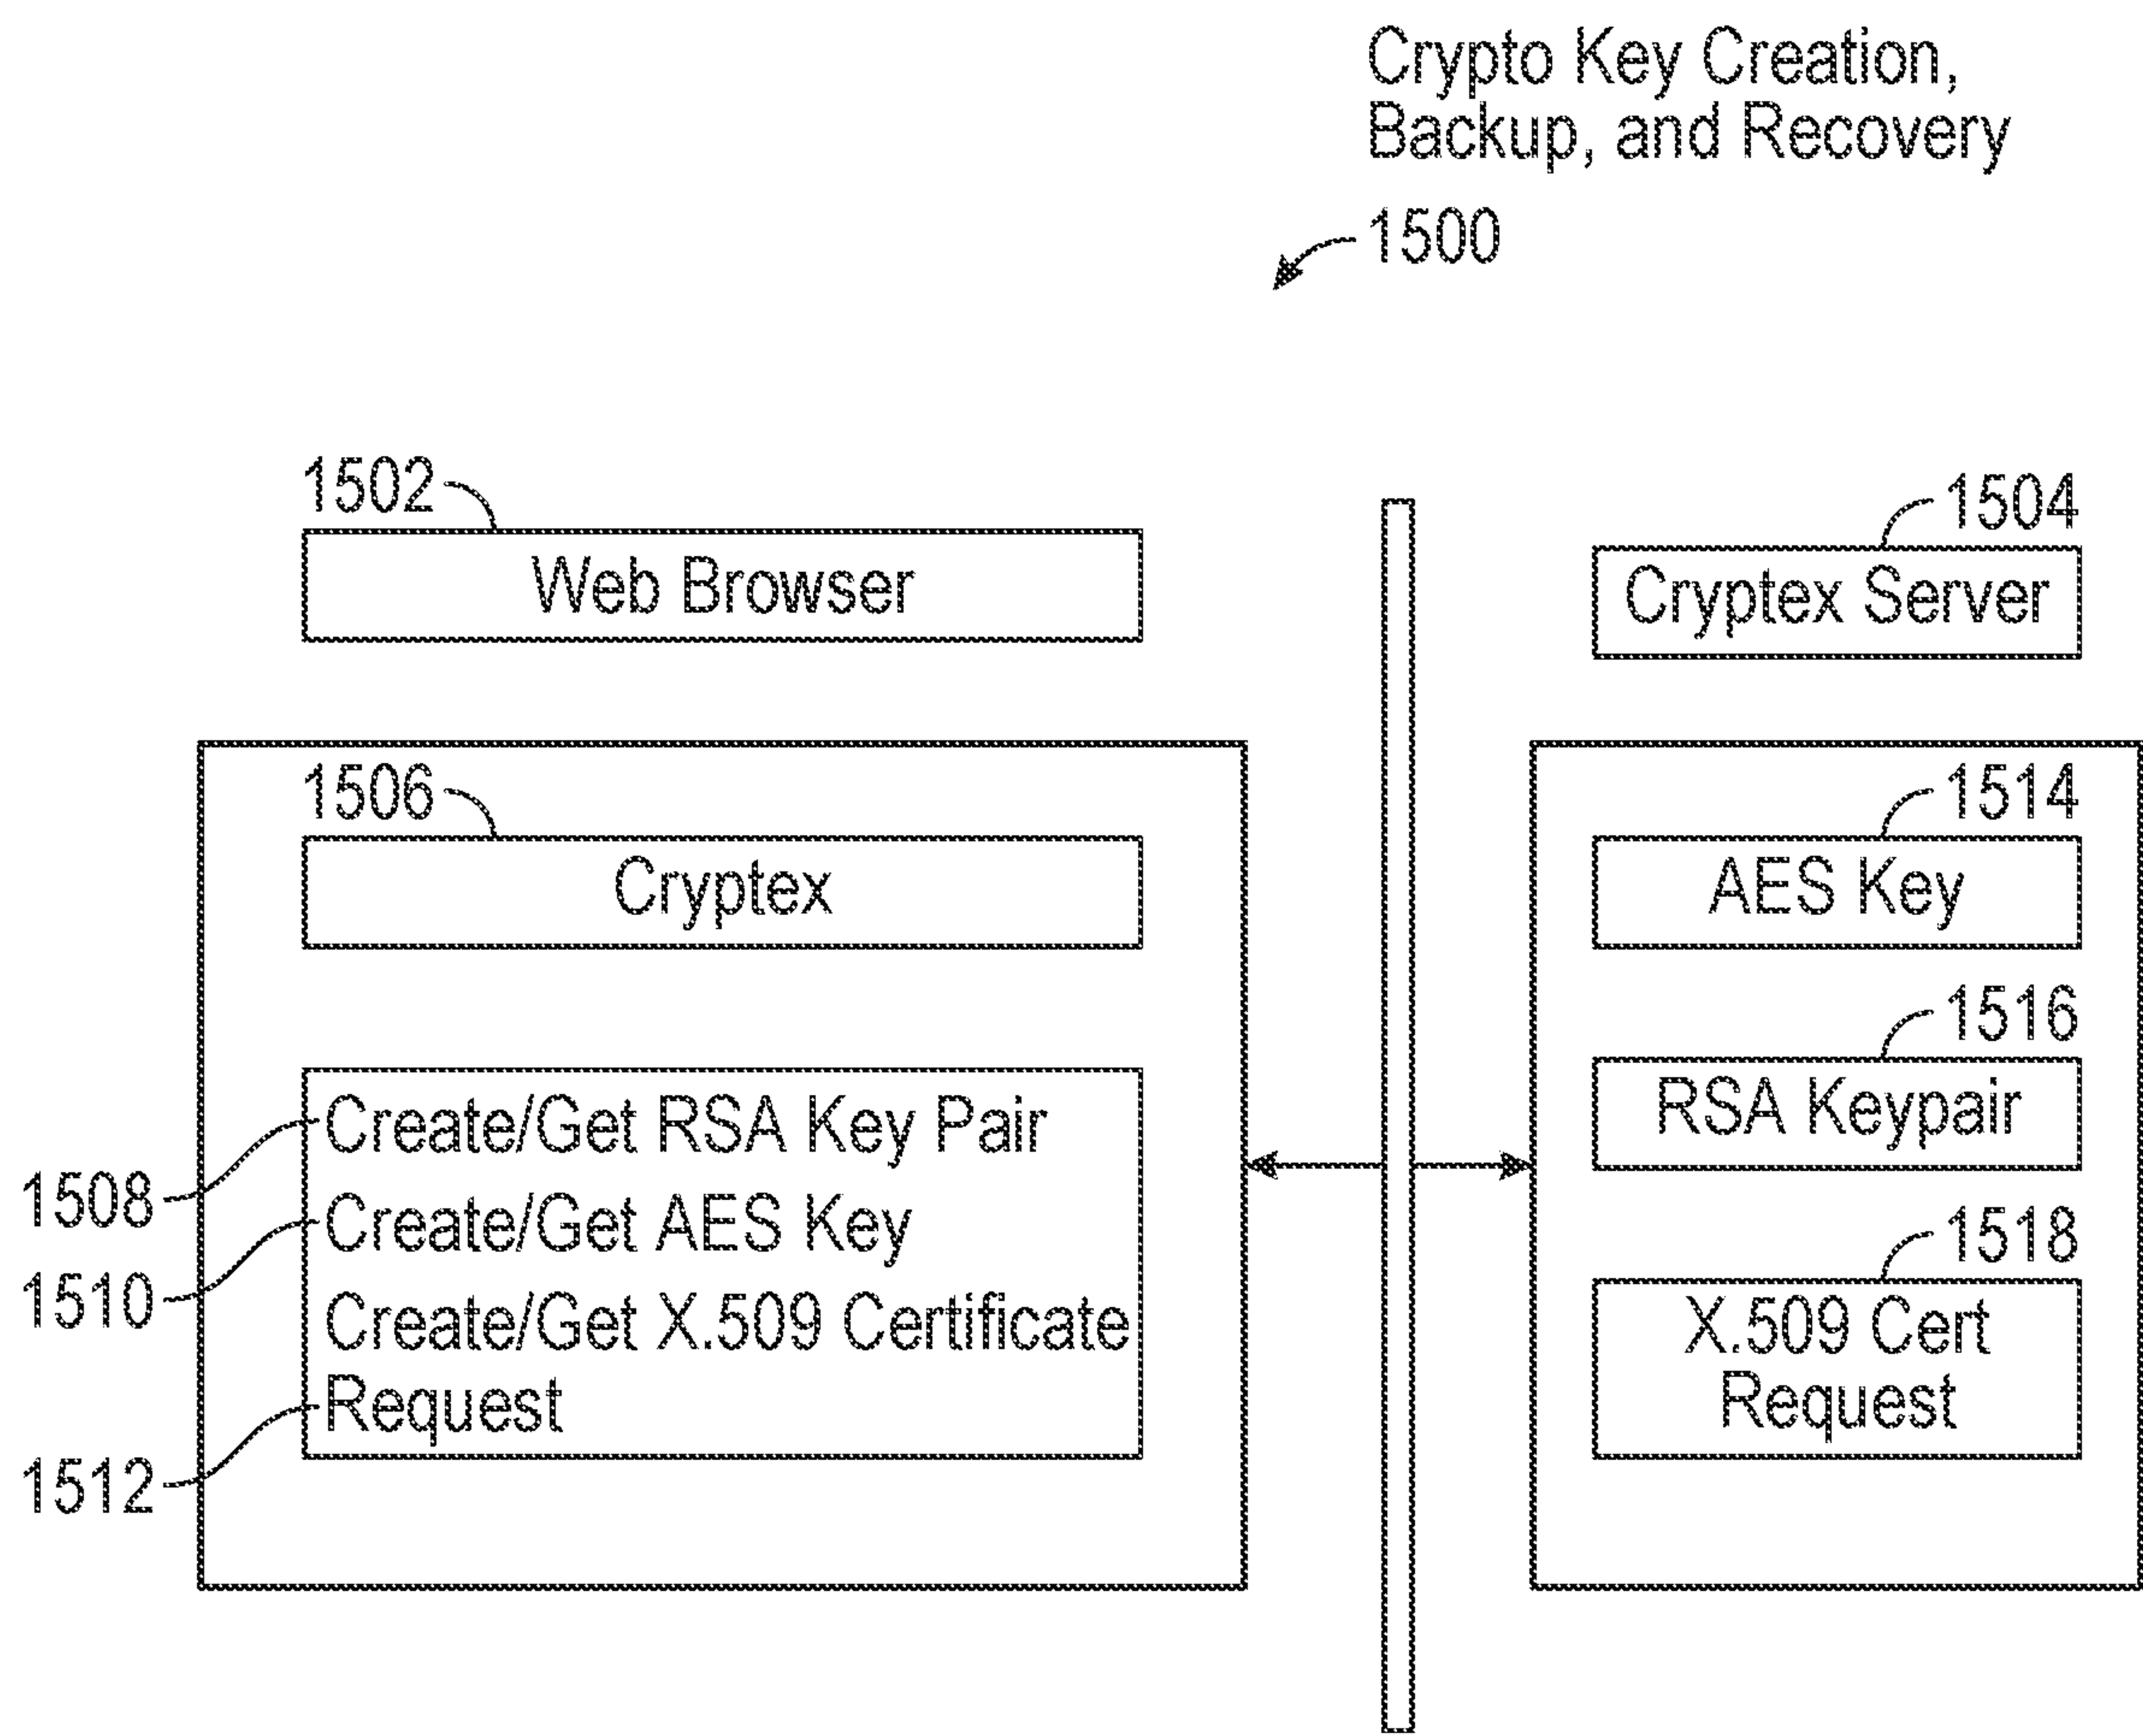 Crypto Key Creation,
Backup, and Recovery
1500
1502
Web Browser
1504
Cryptex Server
1506
Cryptex
1508
Create/Get RSA Key Pair
1510
Create/Get AES Key
1512
Create/Get X.509 Certificate
Request
1514
AES Key
1516
RSA Keypair
1518
X.509 Cert
Request